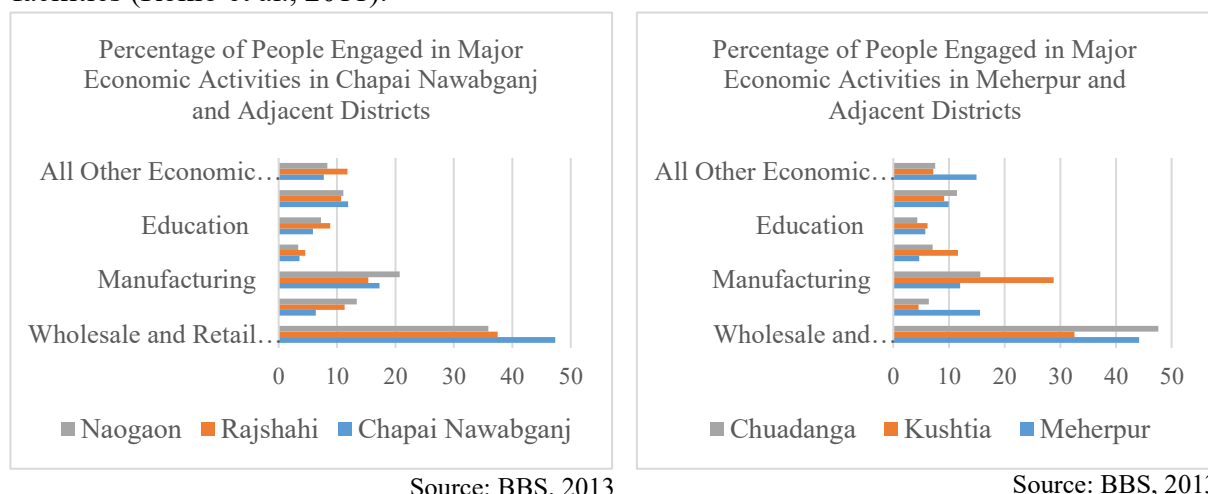 Percentage of People Engaged in Major
Economic Activities in Chapai Nawabganj
and Adjacent Districts
All Other Economic…
Education
Manufacturing
Wholesale and Retail…
0 10 20 30 40 50
Naogaon Rajshahi Chapai Nawabganj
Source: BBS, 2013
Percentage of People Engaged in Major
Economic Activities in Meherpur and
Adjacent Districts
All Other Economic…
Education
Manufacturing
Wholesale and…
0 10 20 30 40 50
Chuadanga Kushtia Meherpur
Source: BBS, 2013